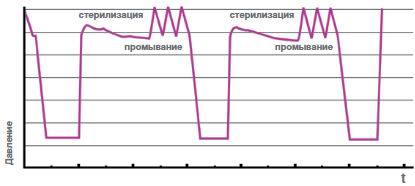 стерилизация
стерилизация
промывание
промывание
Давление
t